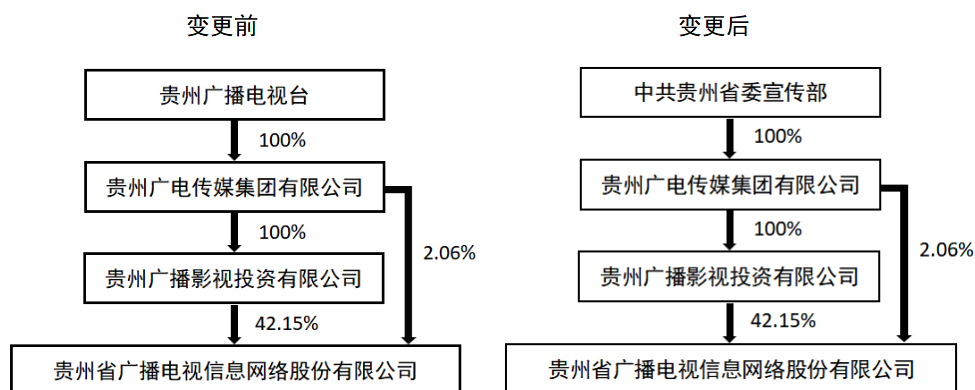 变更前
贵州广播电视台
100%
贵州广电传媒集团有限公司
100%
2.06%
贵州广播影视投资有限公司
42.15%
贵州省广播电视信息网络股份有限公司
变更后
中共贵州省委宣传部
100%
贵州广电传媒集团有限公司
100%
2.06%
贵州广播影视投资有限公司
42.15%
贵州省广播电视信息网络股份有限公司